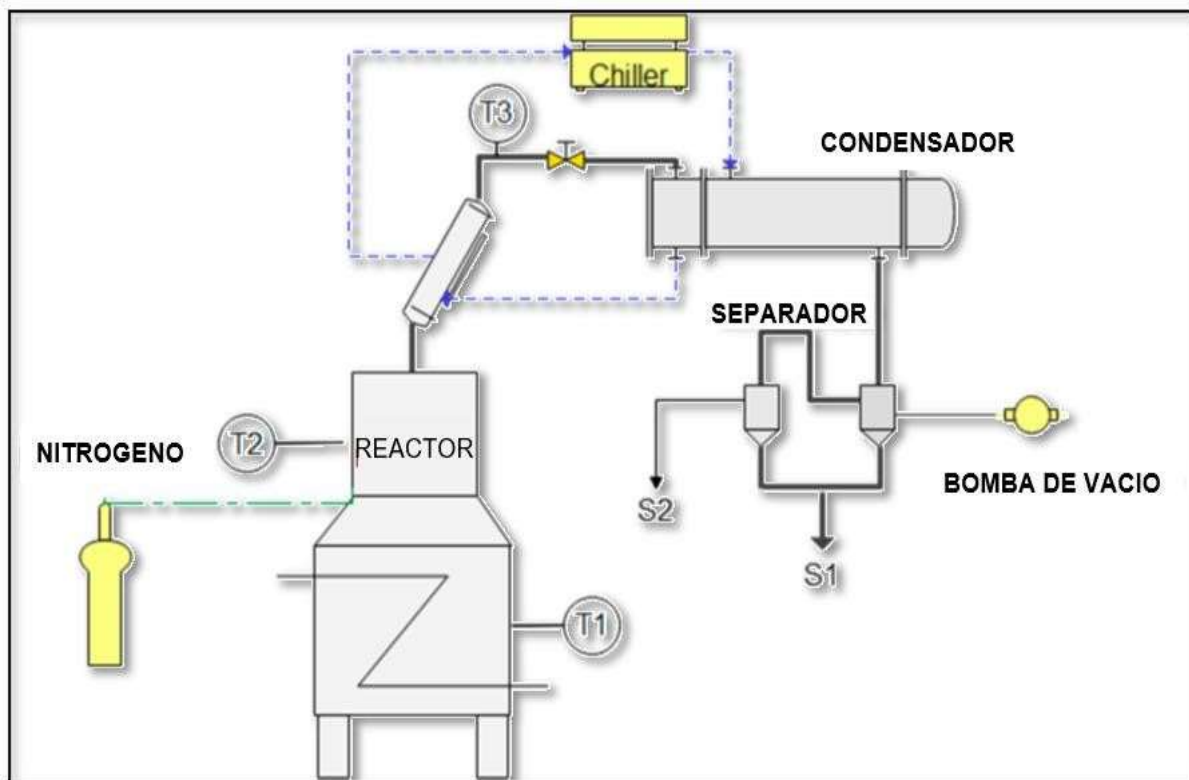 Chiller
T3
CONDENSADOR
SEPARADOR
T2
REACTOR
NITROGENO
BOMBA DE VACIO
S2
S1
T1